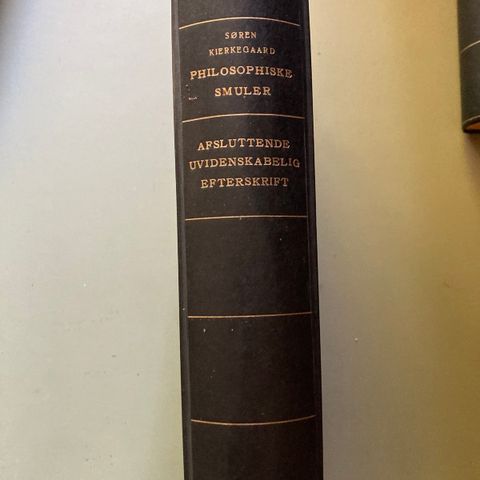 SØREN
KIERKEGAARD
PHILOSOPHISKE
SMULER
AFSLUTTENDE
UVIDENSKABELIG
EFTERSKRIFT